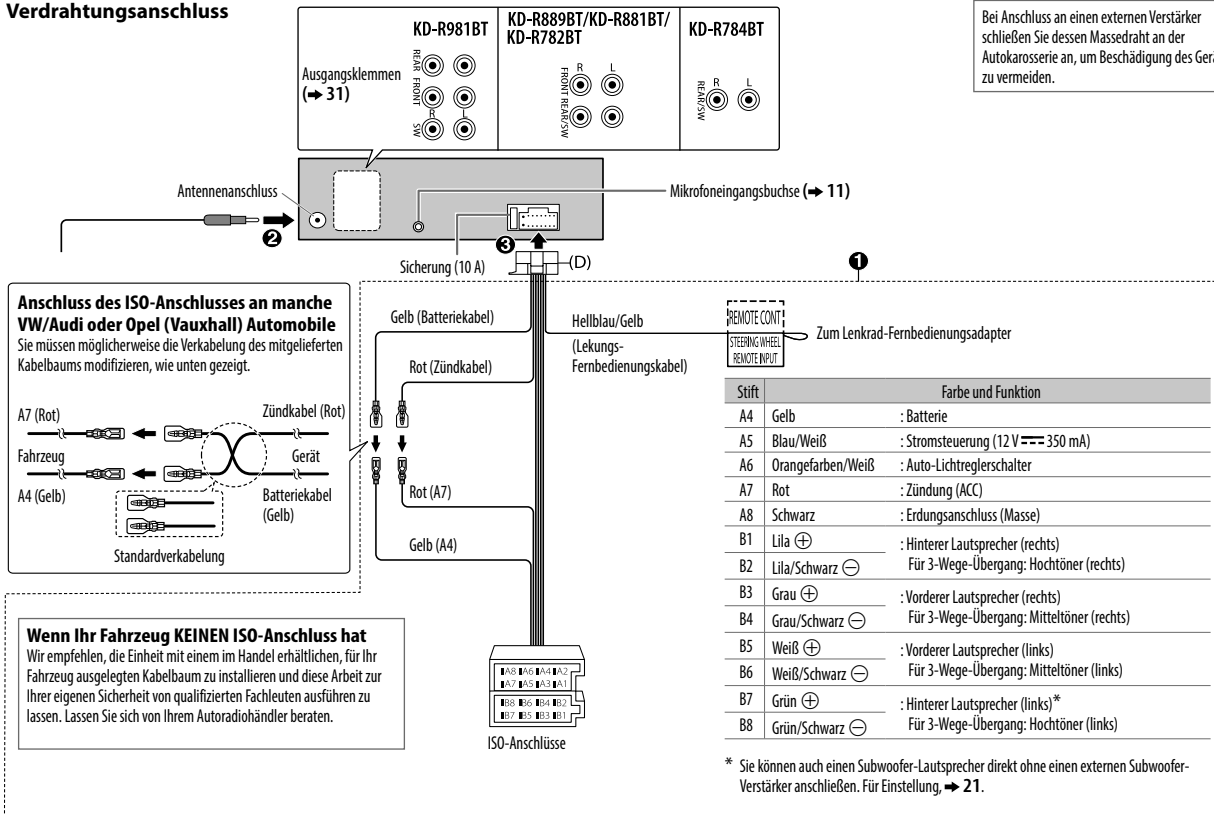 Verdrahtungsanschluss
Ausgangsklemmen
(➜ 31)
KD-R981BT
REAR
FRONT
R L
SW
KD-R889BT/KD-R881BT/
KD-R782BT
R L
FRONT
REAR/SW
KD-R784BT
R L
REAR/SW
Bei Anschluss an einen externen Verstärker
schließen Sie dessen Massedraht an der
Autokarosserie an, um Beschädigung des Gerä
zu vermeiden.
Antennenanschluss
Mikrofoneingangsbuchse (➜ 11)
❷
❸
Sicherung (10 A)
(D)
❶
Anschluss des ISO-Anschlusses an manche
VW/Audi oder Opel (Vauxhall) Automobile
Sie müssen möglicherweise die Verkabelung des mitgelieferten
Kabelbaums modifizieren, wie unten gezeigt.
A7 (Rot)
Zündkabel (Rot)
Fahrzeug
Gerät
A4 (Gelb)
Batteriekabel
(Gelb)
Standardverkabelung
Gelb (Batteriekabel)
Rot (Zündkabel)
Hellblau/Gelb
(Lekungs-
Fernbedienungskabel)
REMOTE CONT
STEERING WHEEL
REMOTE INPUT
Zum Lenkrad-Fernbedienungsadapter
Rot (A7)
Gelb (A4)
Wenn Ihr Fahrzeug KEINEN ISO-Anschluss hat
Wir empfehlen, die Einheit mit einem im Handel erhältlichen, für Ihr
Fahrzeug ausgelegten Kabelbaum zu installieren und diese Arbeit zur
Ihrer eigenen Sicherheit von qualifizierten Fachleuten ausführen zu
lassen. Lassen Sie sich von Ihrem Autoradiohändler beraten.
A8 A6 A4 A2
A7 A5 A3 A1
B8 B6 B4 B2
B7 B5 B3 B1
ISO-Anschlüsse
Stift Farbe und Funktion
A4 Gelb : Batterie
A5 Blau/Weiß : Stromsteuerung (12 V ⎓ 350 mA)
A6 Orangefarben/Weiß : Auto-Lichtreglerschalter
A7 Rot : Zündung (ACC)
A8 Schwarz : Erdungsanschluss (Masse)
B1 Lila ⊕ : Hinterer Lautsprecher (rechts)
B2 Lila/Schwarz ⊖ Für 3-Wege-Übergang: Hochtöner (rechts)
B3 Grau ⊕ : Vorderer Lautsprecher (rechts)
B4 Grau/Schwarz ⊖ Für 3-Wege-Übergang: Mitteltöner (rechts)
B5 Weiß ⊕ : Vorderer Lautsprecher (links)
B6 Weiß/Schwarz ⊖ Für 3-Wege-Übergang: Mitteltöner (links)
B7 Grün ⊕ : Hinterer Lautsprecher (links)*
B8 Grün/Schwarz ⊖ Für 3-Wege-Übergang: Hochtöner (links)
* Sie können auch einen Subwoofer-Lautsprecher direkt ohne einen externen Subwoofer-
Verstärker anschließen. Für Einstellung, ➜ 21.